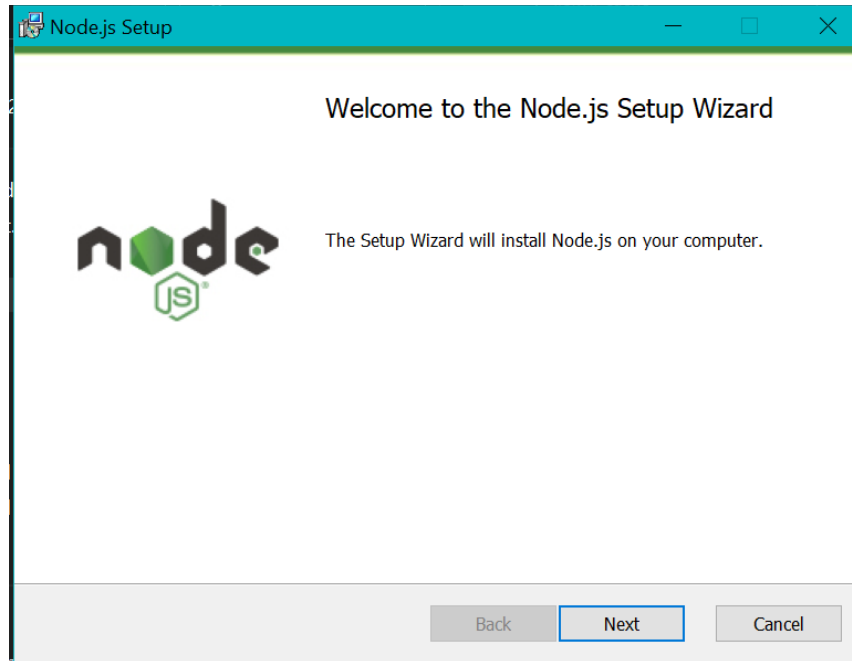 Node.js Setup
Welcome to the Node.js Setup Wizard
node
JS
The Setup Wizard will install Node.js on your computer.
Back
Next
Cancel